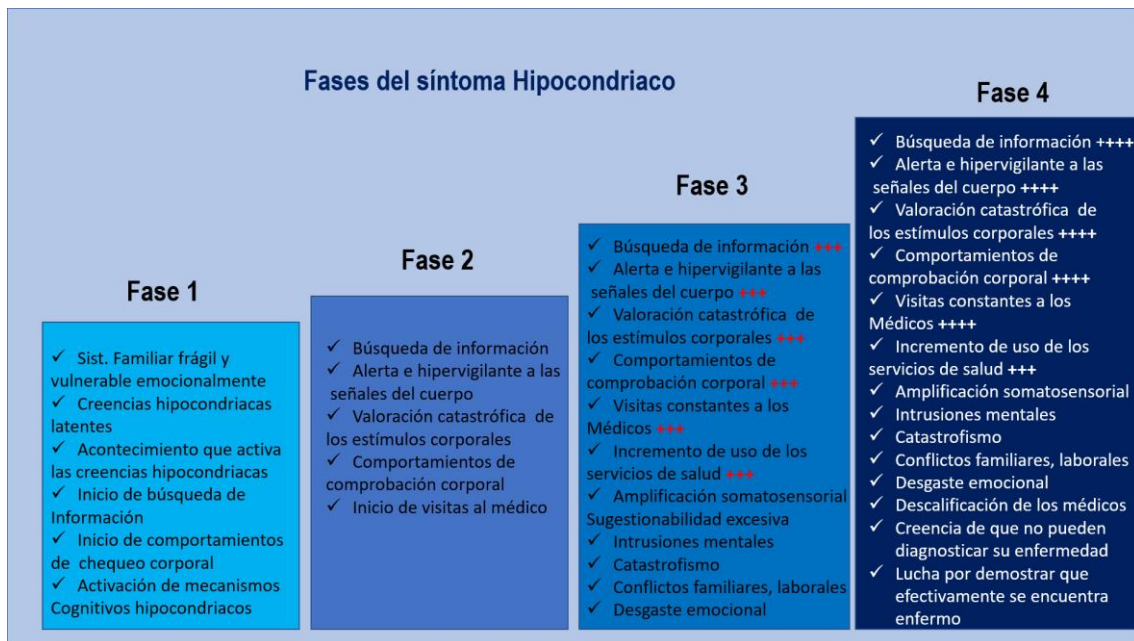 Fases del síntoma Hipocondriaco
Fase 1
✓ Sist. Familiar frágil y
vulnerable emocionalmente
✓ Creencias hipocondriacas
latentes
✓ Acontecimiento que activa
las creencias hipocondriacas
✓ Inicio de búsqueda de
Información
✓ Inicio de comportamientos
de chequeo corporal
✓ Activación de mecanismos
Cognitivos hipocondriacos
Fase 2
✓ Búsqueda de información
✓ Alerta e hipervigilante a las
señales del cuerpo
✓ Valoración catastrófica de
los estímulos corporales
✓ Comportamientos de
comprobación corporal
✓ Inicio de visitas al médico
Fase 3
✓ Búsqueda de información +++
✓ Alerta e hipervigilante a las
señales del cuerpo +++
✓ Valoración catastrófica de
los estímulos corporales +++
✓ Comportamientos de
comprobación corporal +++
✓ Visitas constantes a los
Médicos +++
✓ Incremento de uso de los
servicios de salud +++
✓ Amplificación somatosensorial
Sugestionabilidad excesiva
✓ Intrusiones mentales
✓ Catastrofismo
✓ Conflictos familiares, laborales
✓ Desgaste emocional
Fase 4
✓ Búsqueda de información ++++
✓ Alerta e hipervigilante a las
señales del cuerpo ++++
✓ Valoración catastrófica de
los estímulos corporales ++++
✓ Comportamientos de
comprobación corporal ++++
✓ Visitas constantes a los
Médicos ++++
✓ Incremento de uso de los
servicios de salud +++
✓ Amplificación somatosensorial
✓ Intrusiones mentales
✓ Catastrofismo
✓ Conflictos familiares, laborales
✓ Desgaste emocional
✓ Descalificación de los médicos
✓ Creencia de que no pueden
diagnosticar su enfermedad
✓ Lucha por demostrar que
efectivamente se encuentra
enfermo